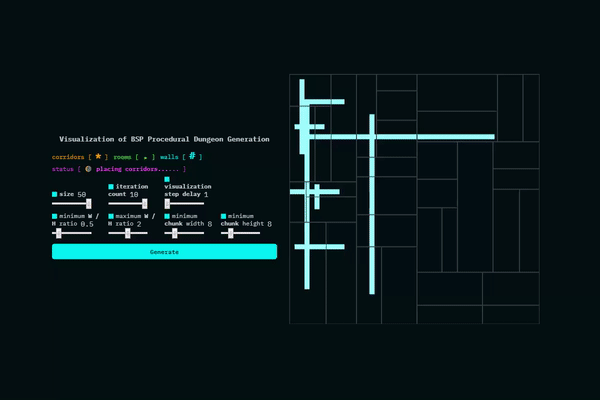 Visualization of BSP Procedural Dungeon Generation
corridors [ * ] rooms [ . ] walls [ # ]
status [ placing corridors...... ]
size 50
iteration count 10
visualization step delay 1
minimum W / H ratio 0.5
maximum W / H ratio 2
minimum chunk width 8
minimum chunk height 8
Generate